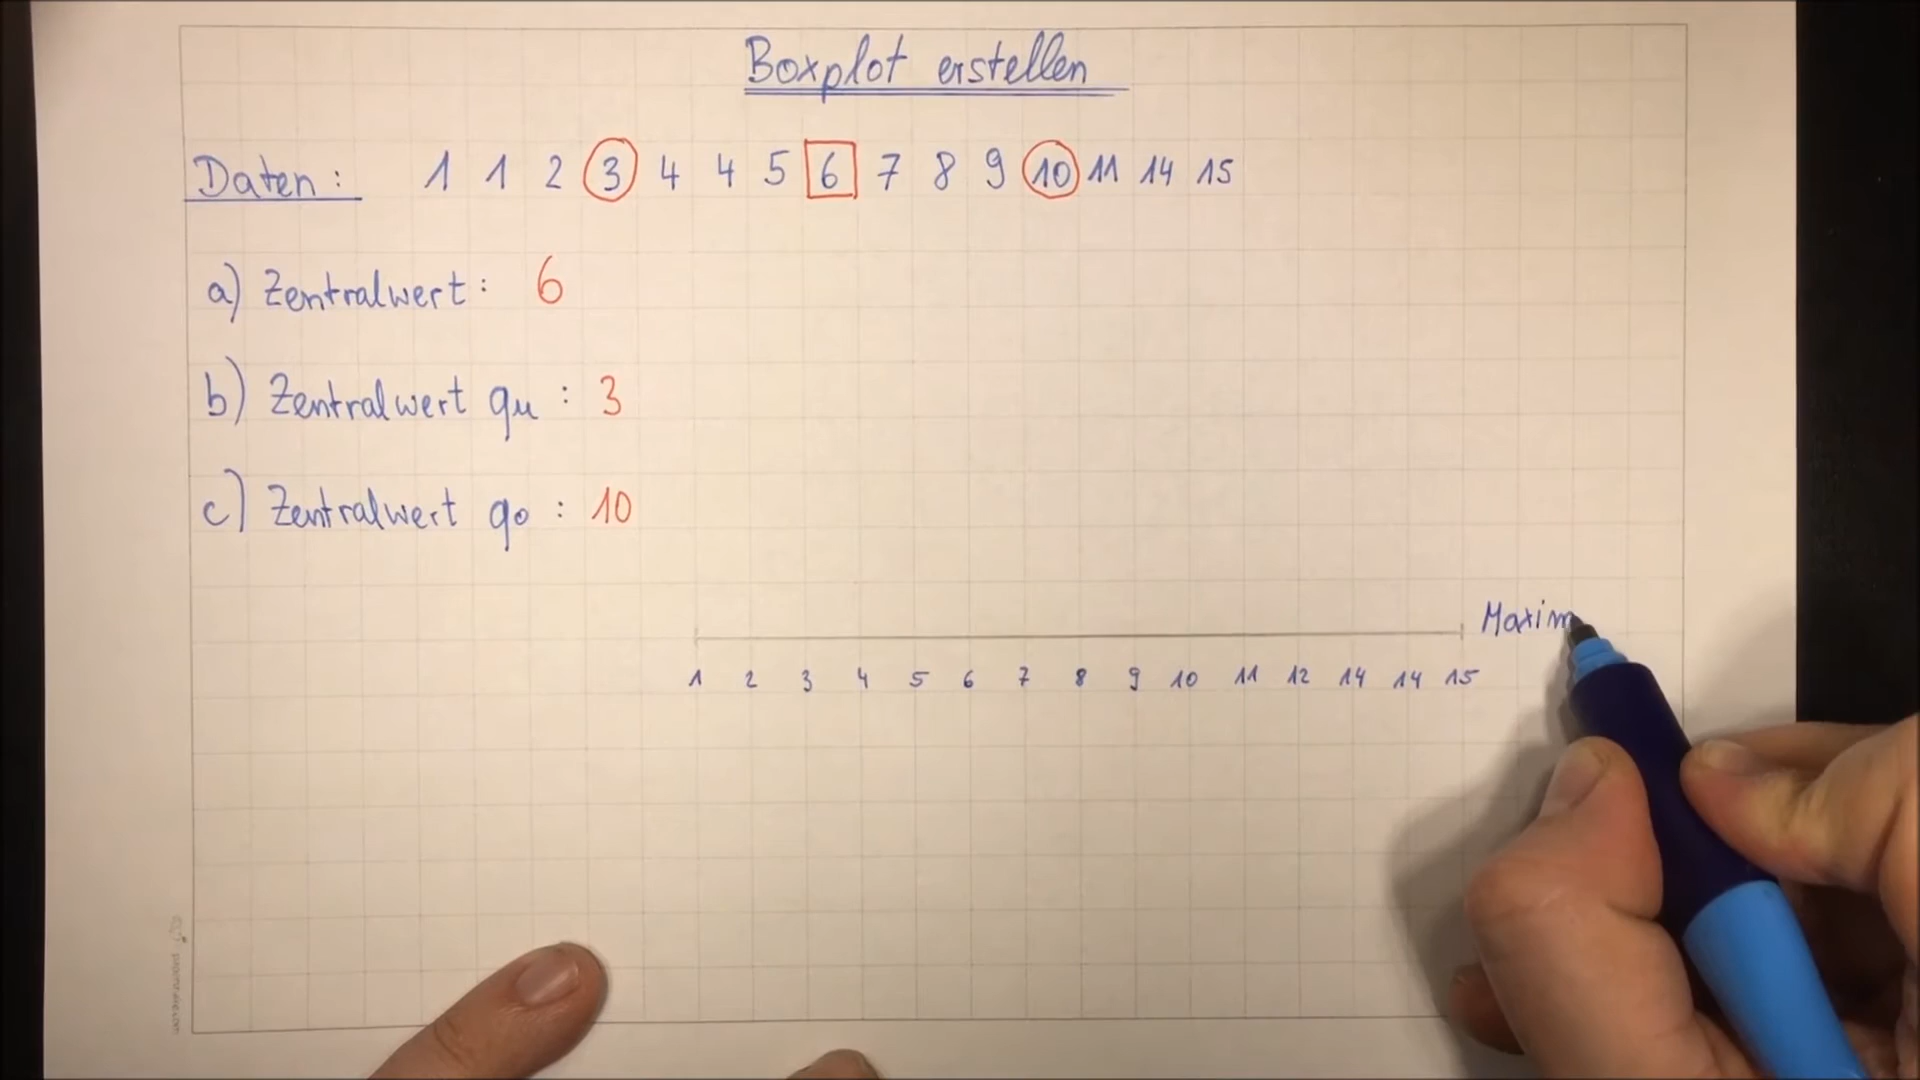 Boxplot erstellen
Daten: 1 1 2 3 4 4 5 6 7 8 9 10 11 14 15
a) Zentralwert: 6
b) Zentralwert qu: 3
c) Zentralwert qo: 10
Maxim
1 2 3 4 5 6 7 8 9 10 11 12 14 14 15